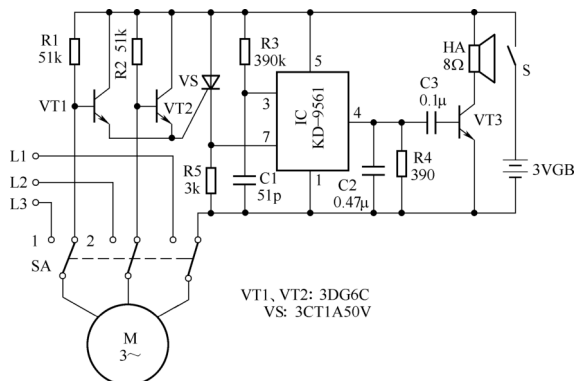 R1
51k
R2 51k
VT1
VT2
VS
R3
390k
3
7
5
IC
KD-9561
4
1
R5
3k
C1
51p
C2
0.47μ
R4
390
C3
0.1μ
HA
8Ω
VT3
S
3VGB
L1
L2
L3
1
2
SA
M
3~
VT1、VT2: 3DG6C
VS: 3CT1A50V